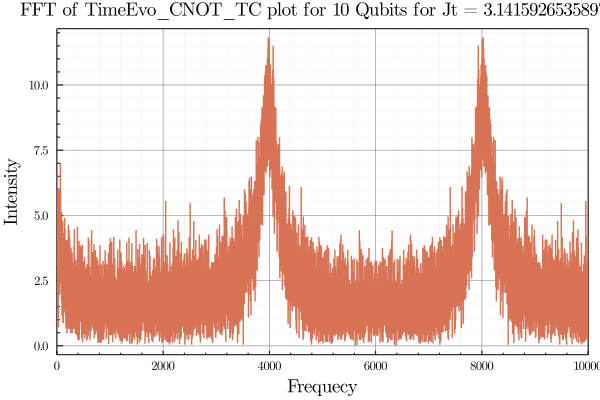 FFT of TimeEvo_CNOT_TC plot for 10 Qubits for Jt = 3.141592653589
Intensity
10.0
7.5
5.0
2.5
0.0
0 2000 4000 6000 8000 10000
Frequecy